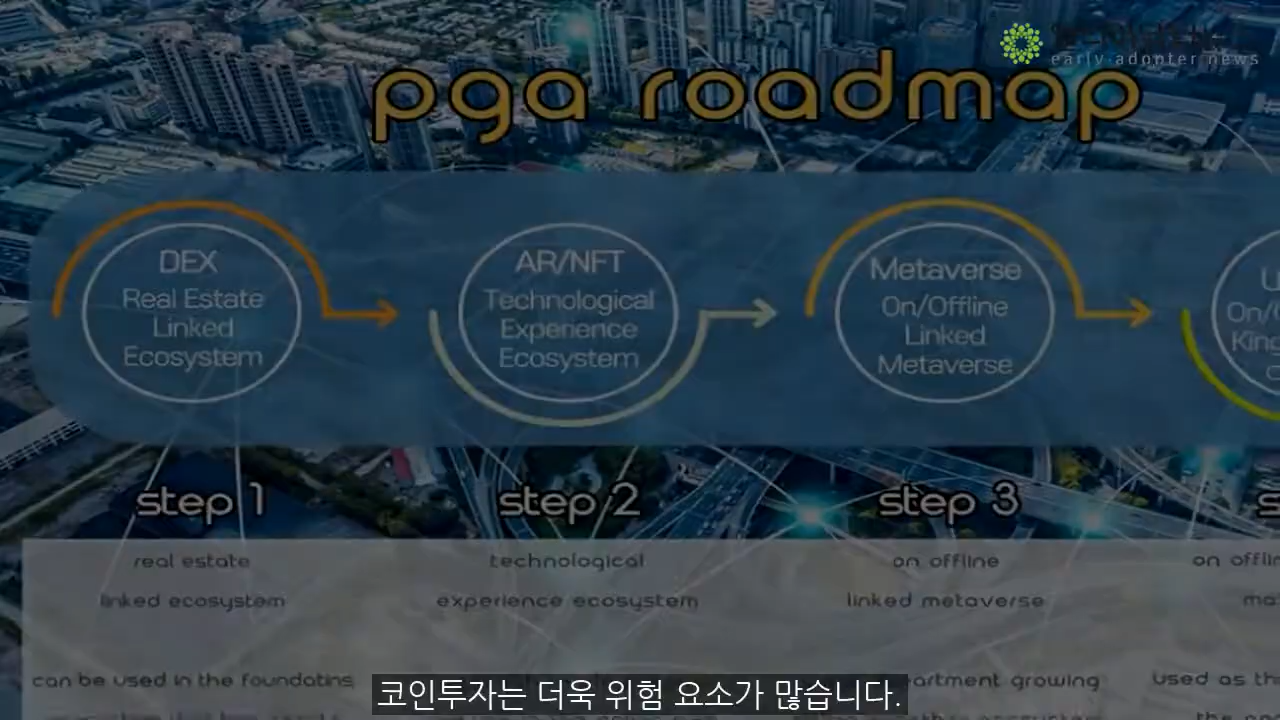 early adopter news
pga roadmap
DEX
Real Estate
Linked
Ecosystem
AR/NFT
Technological
Experience
Ecosystem
Metaverse
On/Offline
Linked
Metaverse
step 1
step 2
step 3
real estate
linked ecosystem
technological
experience ecosystem
on offline
linked metaverse
can be used in the foundatins
growing
used as
코인투자는 더욱 위험 요소가 많습니다.